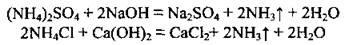 (NH₄)₂SO₄ + 2NaOH = Na₂SO₄ + 2NH₃↑ + 2H₂O
2NH₄Cl + Ca(OH)₂ = CaCl₂+ 2NH₃↑ + 2H₂O